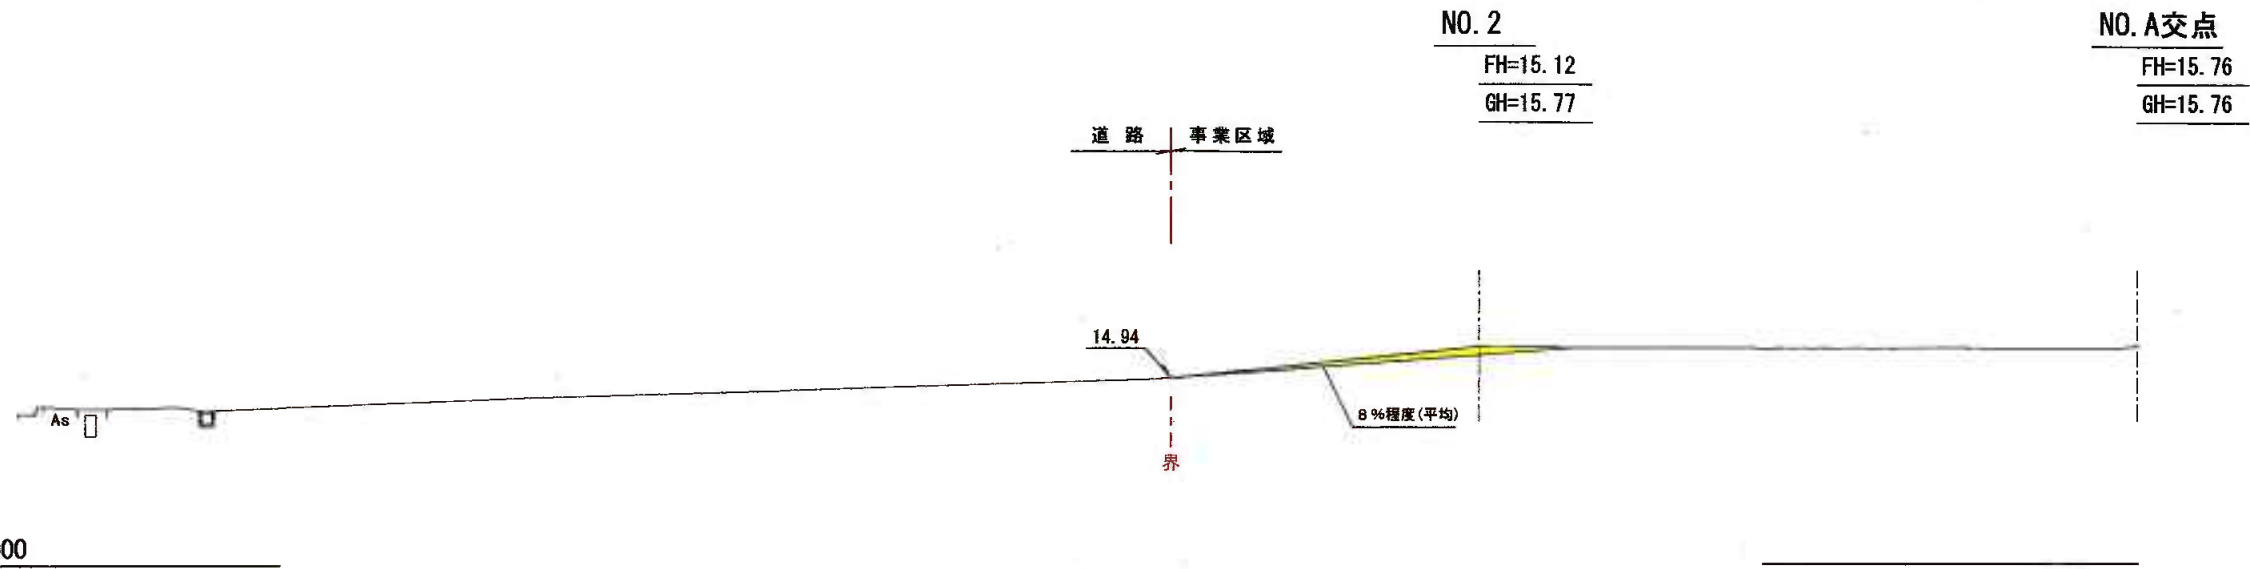 NO. 2
FH=15.12
GH=15.77
NO. A交点
FH=15.76
GH=15.76
道 路
事業区域
14.94
8%程度(平均)
As
界
00